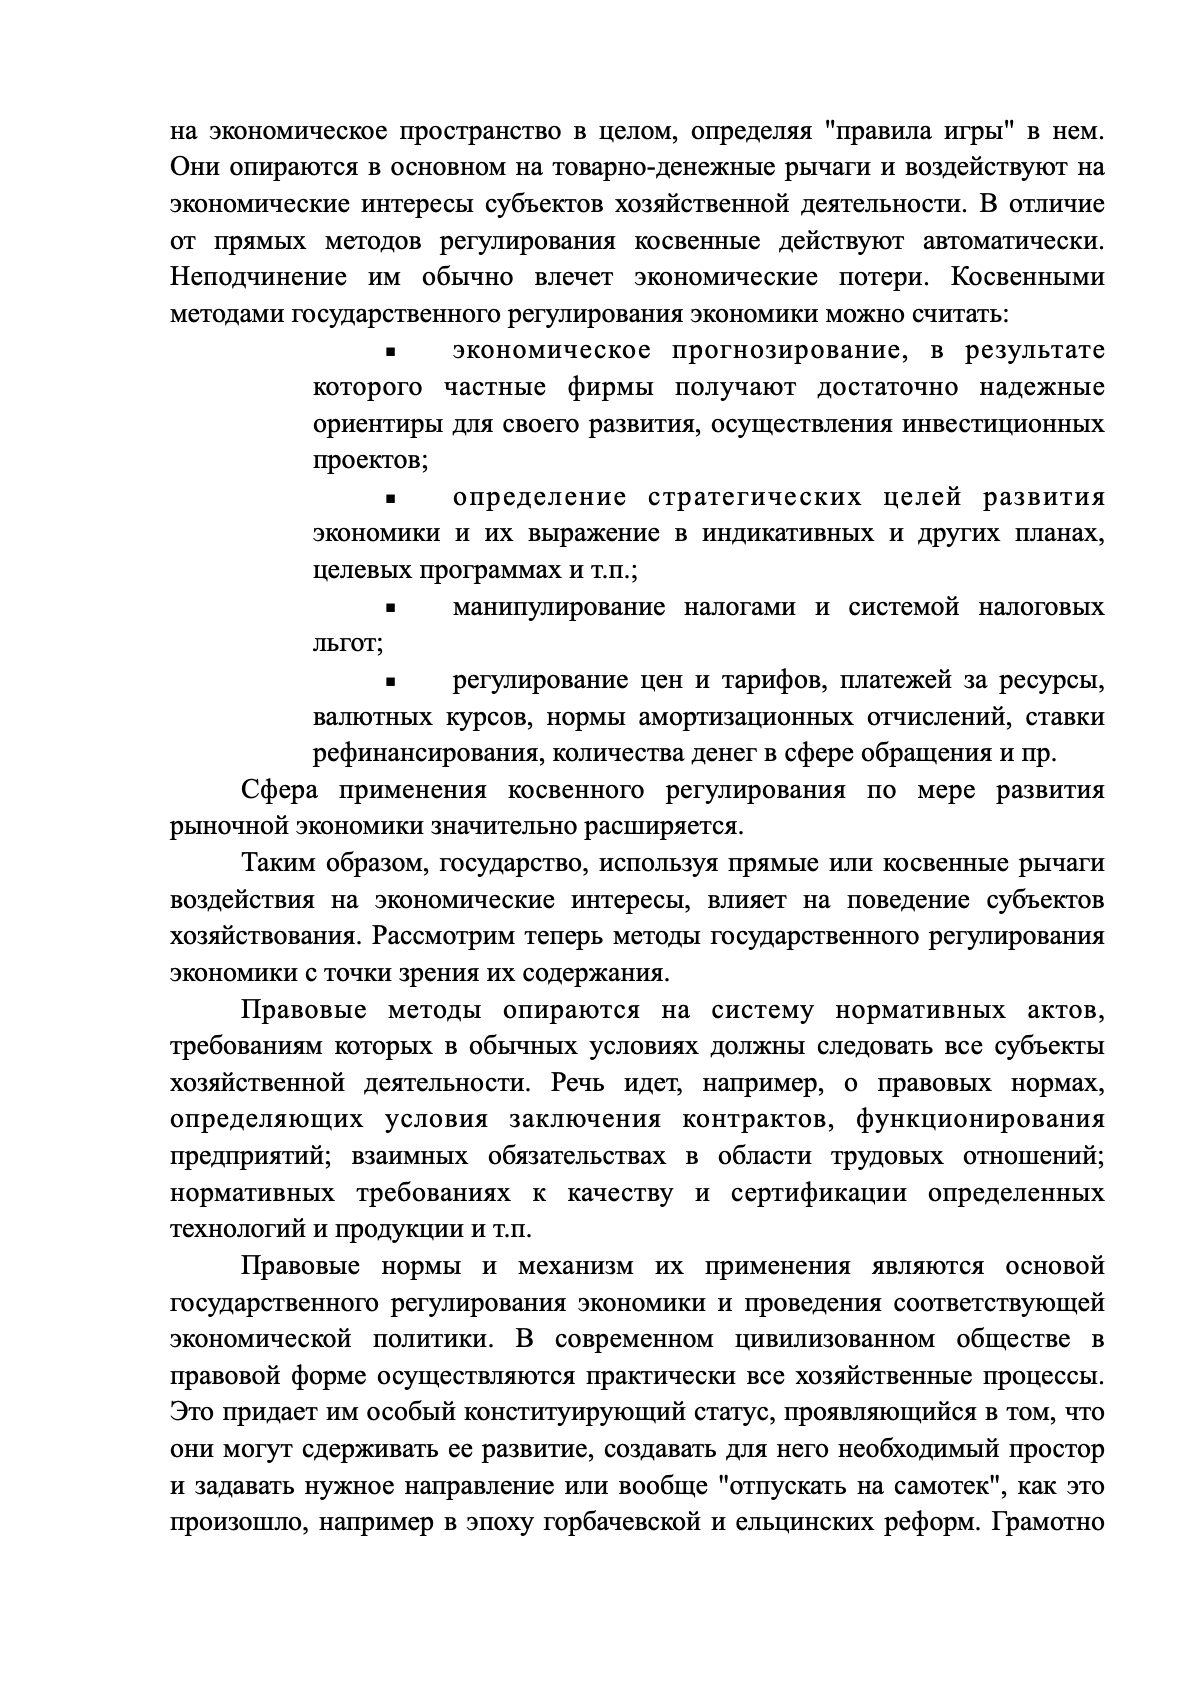 на экономическое пространство в целом, определяя "правила игры" в нем.
Они опираются в основном на товарно-денежные рычаги и воздействуют на
экономические интересы субъектов хозяйственной деятельности. В отличие
от прямых методов регулирования косвенные действуют автоматически.
Неподчинение им обычно влечет экономические потери. Косвенными
методами государственного регулирования экономики можно считать:
▪ экономическое прогнозирование, в результате
которого частные фирмы получают достаточно надежные
ориентиры для своего развития, осуществления инвестиционных
проектов;
▪ определение стратегических целей развития
экономики и их выражение в индикативных и других планах,
целевых программах и т.п.;
▪ манипулирование налогами и системой налоговых
льгот;
▪ регулирование цен и тарифов, платежей за ресурсы,
валютных курсов, нормы амортизационных отчислений, ставки
рефинансирования, количества денег в сфере обращения и пр.
Сфера применения косвенного регулирования по мере развития
рыночной экономики значительно расширяется.
Таким образом, государство, используя прямые или косвенные рычаги
воздействия на экономические интересы, влияет на поведение субъектов
хозяйствования. Рассмотрим теперь методы государственного регулирования
экономики с точки зрения их содержания.
Правовые методы опираются на систему нормативных актов,
требованиям которых в обычных условиях должны следовать все субъекты
хозяйственной деятельности. Речь идет, например, о правовых нормах,
определяющих условия заключения контрактов, функционирования
предприятий; взаимных обязательствах в области трудовых отношений;
нормативных требованиях к качеству и сертификации определенных
технологий и продукции и т.п.
Правовые нормы и механизм их применения являются основой
государственного регулирования экономики и проведения соответствующей
экономической политики. В современном цивилизованном обществе в
правовой форме осуществляются практически все хозяйственные процессы.
Это придает им особый конституирующий статус, проявляющийся в том, что
они могут сдерживать ее развитие, создавать для него необходимый простор
и задавать нужное направление или вообще "отпускать на самотек", как это
произошло, например в эпоху горбачевской и ельцинских реформ. Грамотно